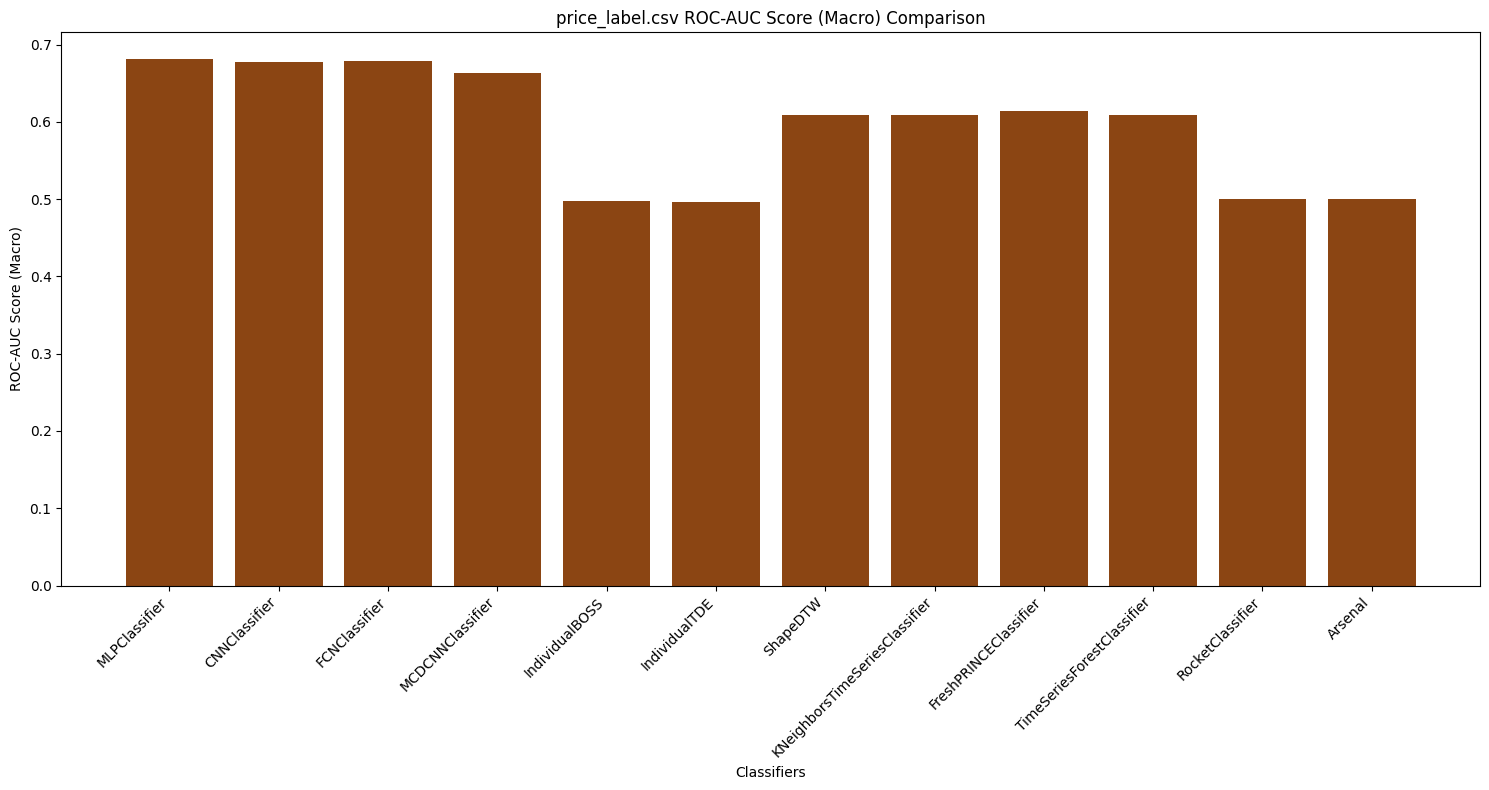 price_label.csv ROC-AUC Score (Macro) Comparison
ROC-AUC Score (Macro)
0.7
0.6
0.5
0.4
0.3
0.2
0.1
0.0
MLPClassifier
CNNClassifier
FCNClassifier
MCDCNNClassifier
IndividualBOSS
IndividualTDE
ShapeDTW
KNeighborsTimeSeriesClassifier
FreshPRINCEClassifier
TimeSeriesForestClassifier
RocketClassifier
Arsenal
Classifiers